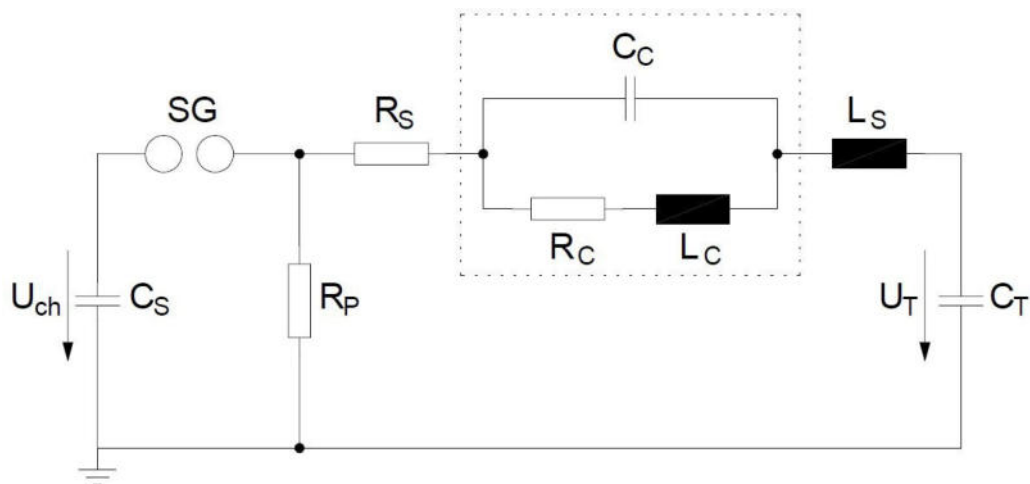 C_C
SG
R_S
L_S
R_C
L_C
U_ch
C_S
R_P
U_T
C_T